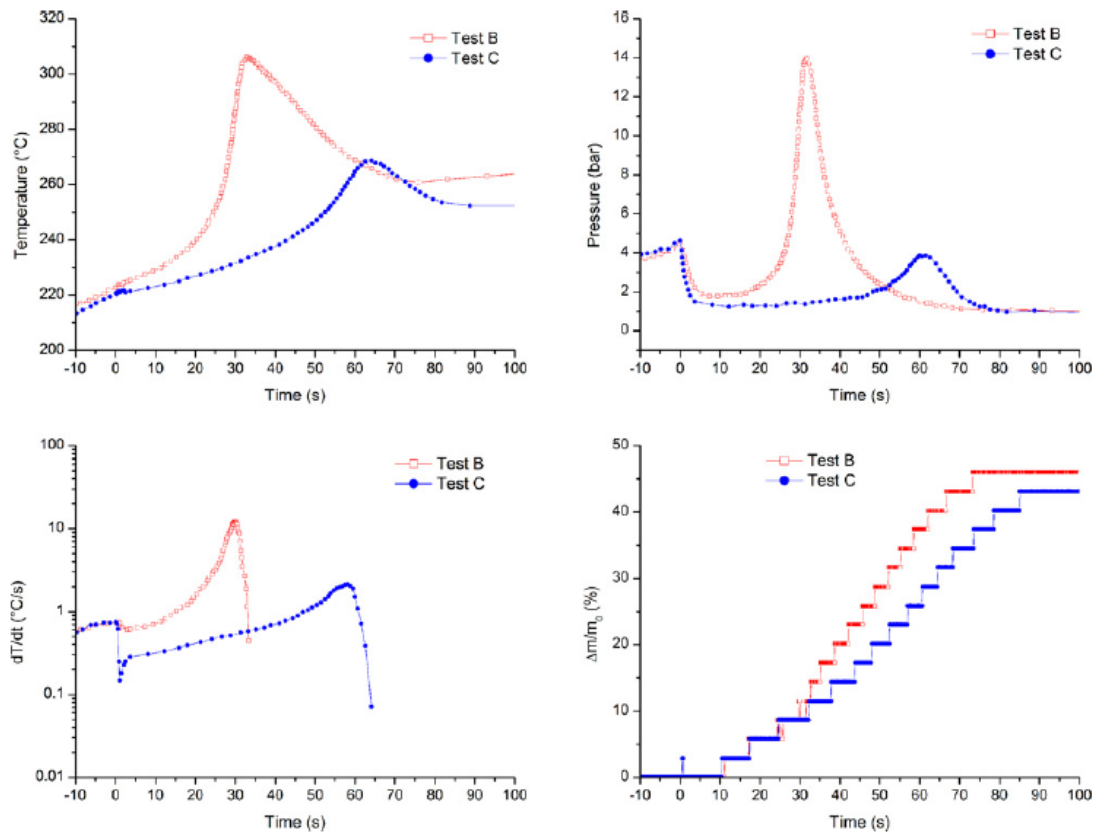 Temperature (°C)
320
300
280
260
240
220
200
Test B
Test C
-10 0 10 20 30 40 50 60 70 80 90 100
Time (s)
Pressure (bar)
16
14
12
10
8
6
4
2
0
Test B
Test C
-10 0 10 20 30 40 50 60 70 80 90 100
Time (s)
dT/dt (°C/s)
100
10
1
0.1
0.01
Test B
Test C
-10 0 10 20 30 40 50 60 70 80 90 100
Time (s)
Δm/m₀ (%)
50
40
30
20
10
0
Test B
Test C
-10 0 10 20 30 40 50 60 70 80 90 100
Time (s)